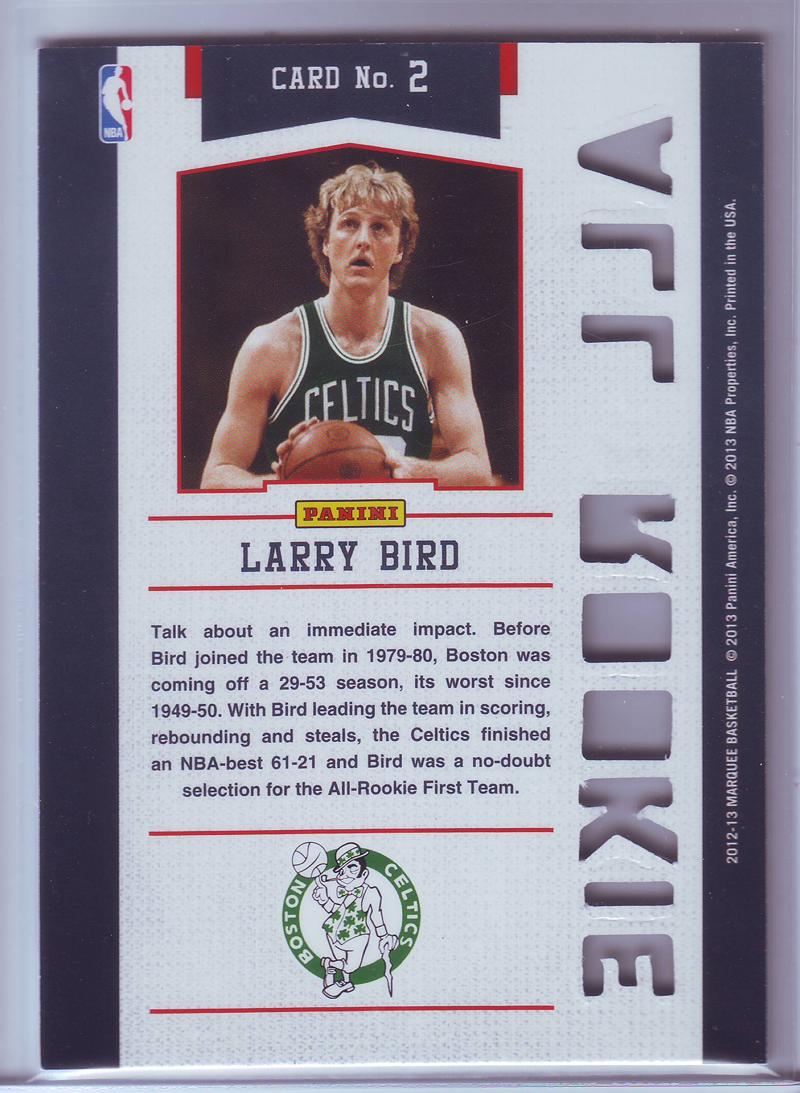 CARD No. 2
NBA
CELTICS
PANINI
LARRY BIRD
Talk about an immediate impact. Before
Bird joined the team in 1979-80, Boston was
coming off a 29-53 season, its worst since
1949-50. With Bird leading the team in scoring,
rebounding and steals, the Celtics finished
an NBA-best 61-21 and Bird was a no-doubt
selection for the All-Rookie First Team.
BOSTON CELTICS
ALL ROOKIE
2012-13 MARQUEE BASKETBALL © 2013 Panini America, Inc. © 2013 NBA Properties, Inc. Printed in the USA.